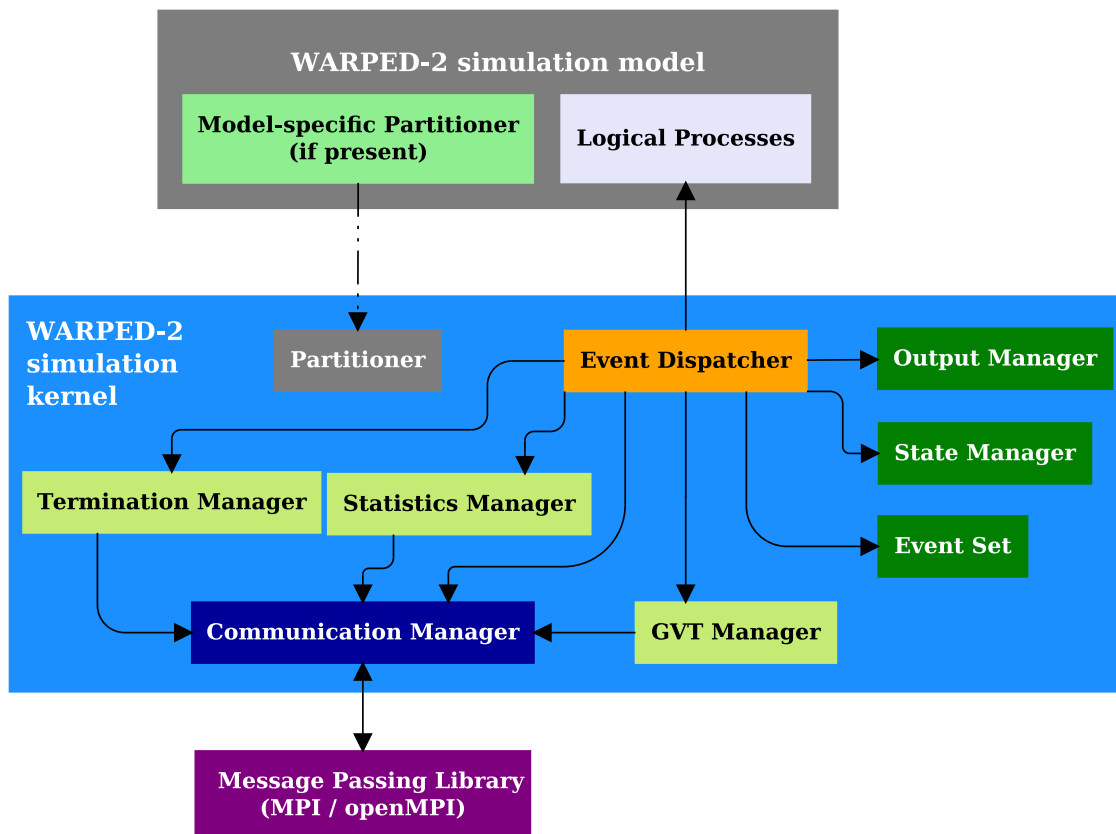 WARPED-2 simulation model
Model-specific Partitioner
(if present)
Logical Processes
WARPED-2
simulation
kernel
Partitioner
Event Dispatcher
Output Manager
State Manager
Termination Manager
Statistics Manager
Event Set
Communication Manager
GVT Manager
Message Passing Library
(MPI / openMPI)